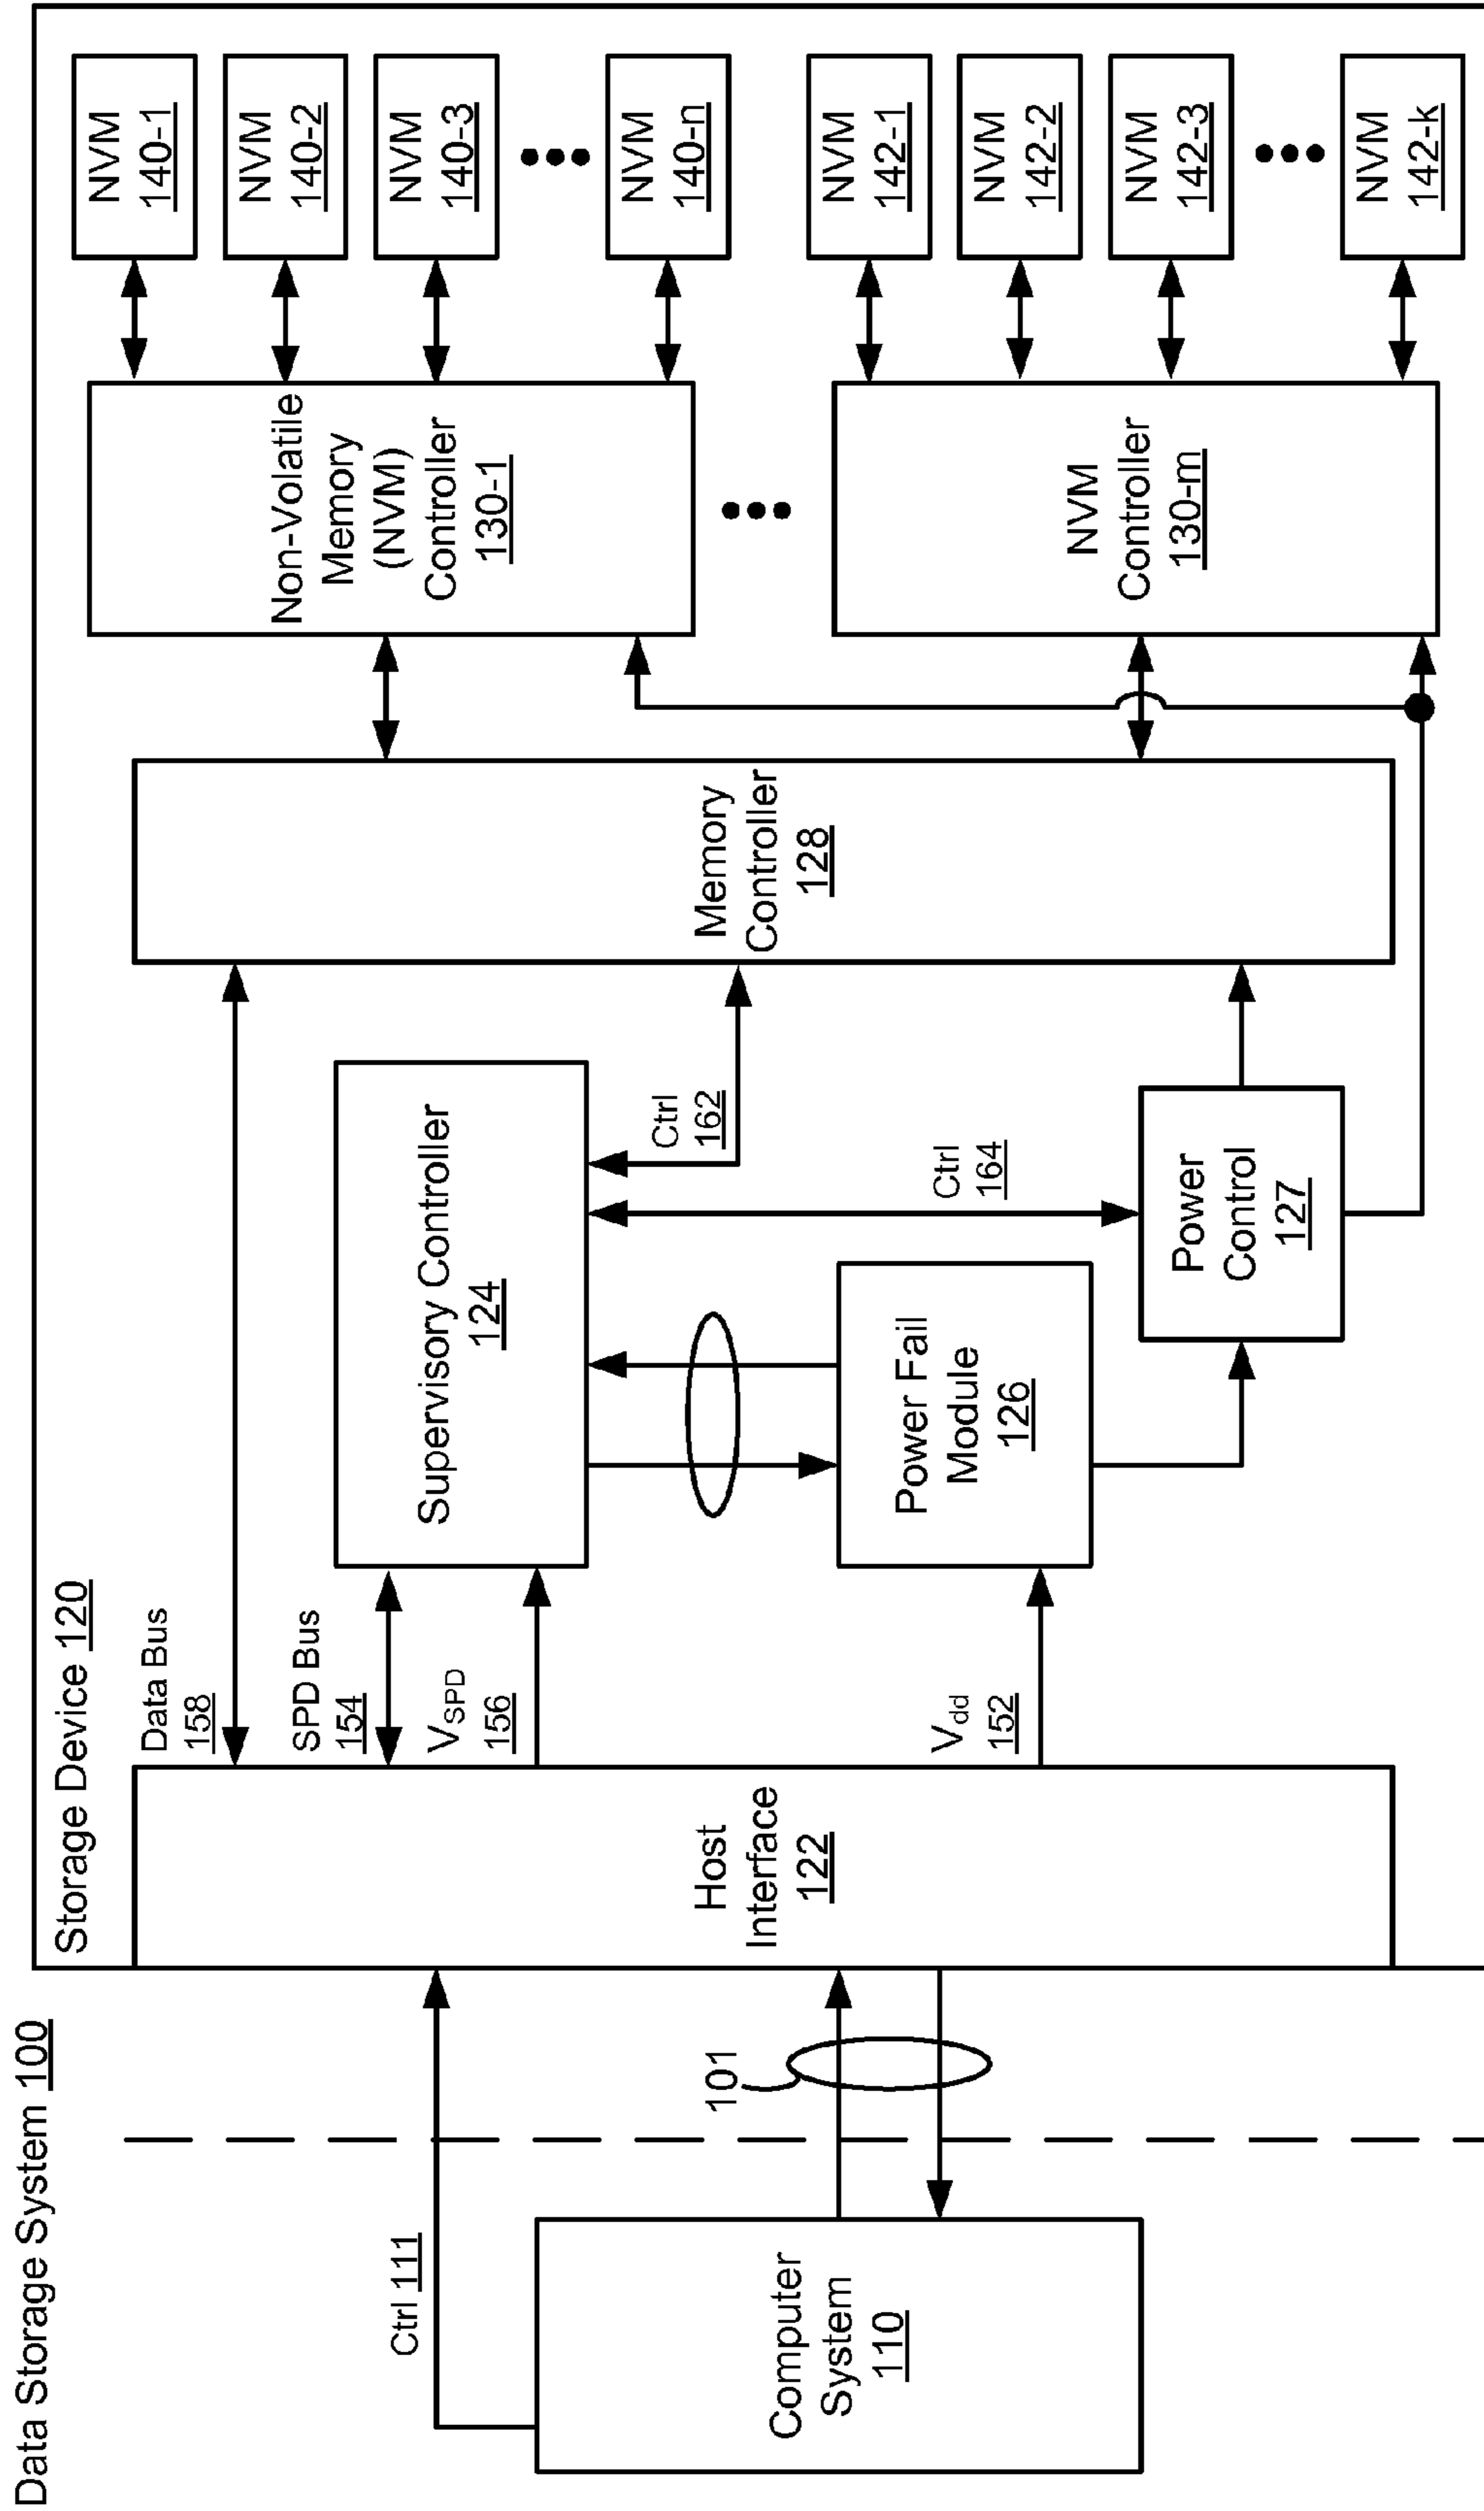 Data Storage System 100
Storage Device 120
Computer
System
110
Ctrl 111
101
Host
Interface
122
Data Bus
158
SPD Bus
154
VSPD
156
Vdd
152
Supervisory Controller
124
Power Fail
Module
126
Ctrl
162
Ctrl
164
Power
Control
127
Memory
Controller
128
Non-Volatile
Memory
(NVM)
Controller
130-1
NVM
Controller
130-m
NVM
140-1
NVM
140-2
NVM
140-3
NVM
140-n
NVM
142-1
NVM
142-2
NVM
142-3
NVM
142-k